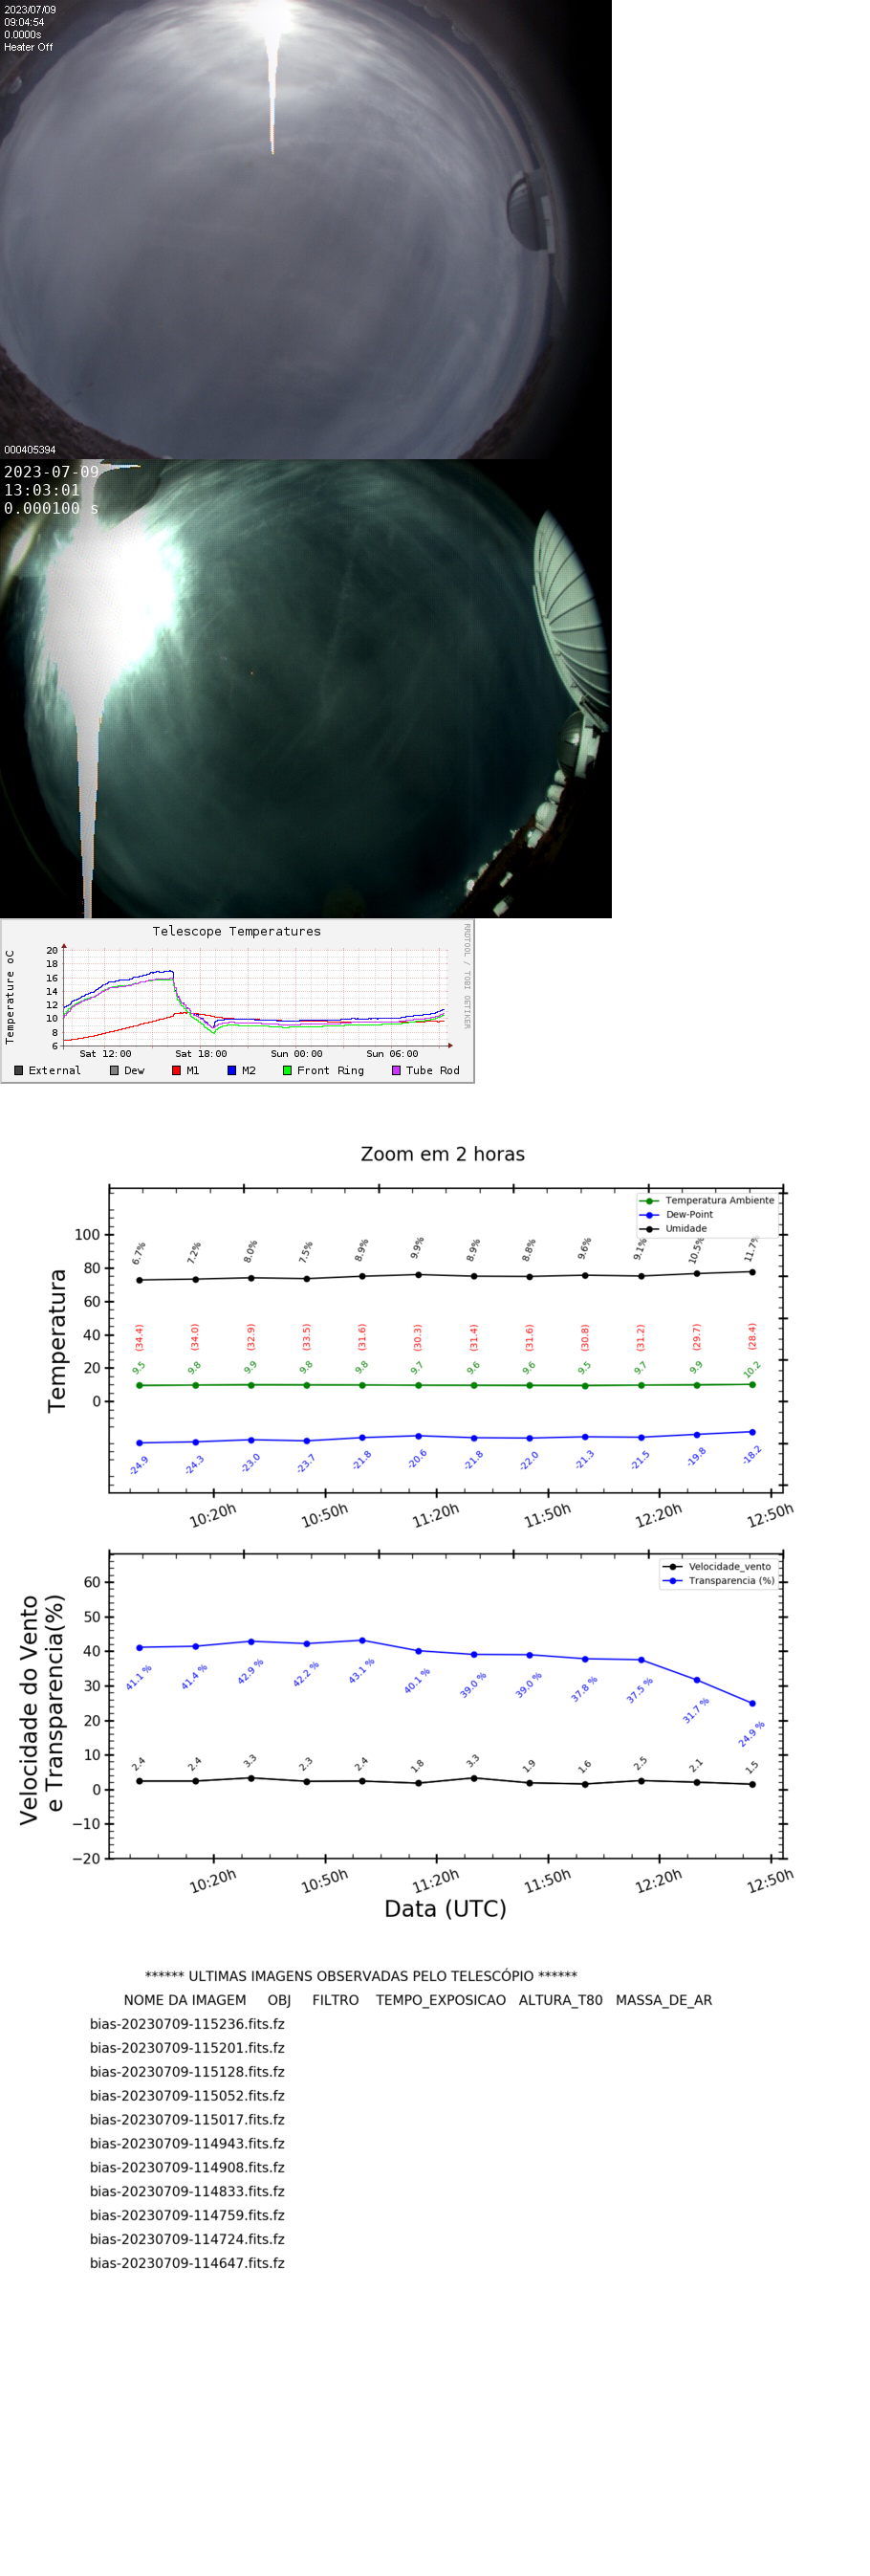 2023/07/09
09:04:54
0.0000s
Heater Off
000405394
2023-07-09
13:03:01
0.000100 s
Telescope Temperatures
RRDTOOL / TOBI OETIKER
Temperature oC
20
18
16
14
12
10
8
6
Sat 12:00 Sat 18:00 Sun 00:00 Sun 06:00
External Dew M1 M2 Front Ring Tube Rod
Zoom em 2 horas
Temperatura Ambiente
Dew-Point
Umidade
Temperatura
100
80
60
40
20
0
6.7% 7.2% 8.0% 7.5% 8.9% 9.9% 8.9% 8.8% 9.6% 9.1% 10.5% 11.7%
(34.4) (34.0) (32.9) (33.5) (31.6) (30.3) (31.4) (31.6) (30.8) (31.2) (29.7) (28.4)
9.5 9.8 9.9 9.8 9.8 9.7 9.6 9.6 9.5 9.7 9.9 10.2
-24.9 -24.3 -23.0 -23.7 -21.8 -20.6 -21.8 -22.0 -21.3 -21.5 -19.8 -18.2
10:20h 10:50h 11:20h 11:50h 12:20h 12:50h
Velocidade_vento
Transparencia (%)
Velocidade do Vento
e Transparencia(%)
60
50
40
30
20
10
0
−10
−20
41.1 % 41.4 % 42.9 % 42.2 % 43.1 % 40.1 % 39.0 % 39.0 % 37.8 % 37.5 % 31.7 % 24.9 %
2.4 2.4 3.3 2.3 2.4 1.8 3.3 1.9 1.6 2.5 2.1 1.5
10:20h 10:50h 11:20h 11:50h 12:20h 12:50h
Data (UTC)
****** ULTIMAS IMAGENS OBSERVADAS PELO TELESCÓPIO ******
NOME DA IMAGEM OBJ FILTRO TEMPO_EXPOSICAO ALTURA_T80 MASSA_DE_AR
bias-20230709-115236.fits.fz
bias-20230709-115201.fits.fz
bias-20230709-115128.fits.fz
bias-20230709-115052.fits.fz
bias-20230709-115017.fits.fz
bias-20230709-114943.fits.fz
bias-20230709-114908.fits.fz
bias-20230709-114833.fits.fz
bias-20230709-114759.fits.fz
bias-20230709-114724.fits.fz
bias-20230709-114647.fits.fz